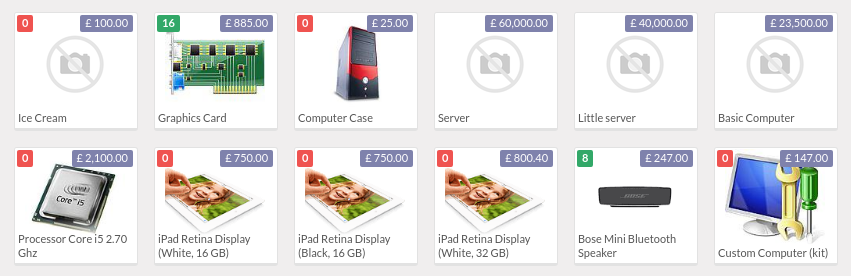 0 £ 100.00 16 £ 885.00 0 £ 25.00 £ 60,000.00 £ 40,000.00 £ 23,500.00
Ice Cream Graphics Card Computer Case Server Little server Basic Computer
0 £ 2,100.00 0 £ 750.00 0 £ 750.00 0 £ 800.40 8 £ 247.00 0 £ 147.00
Core™ i5
BOSE
Processor Core i5 2.70 iPad Retina Display iPad Retina Display iPad Retina Display Bose Mini Bluetooth
Ghz (White, 16 GB) (Black, 16 GB) (White, 32 GB) Speaker Custom Computer (kit)